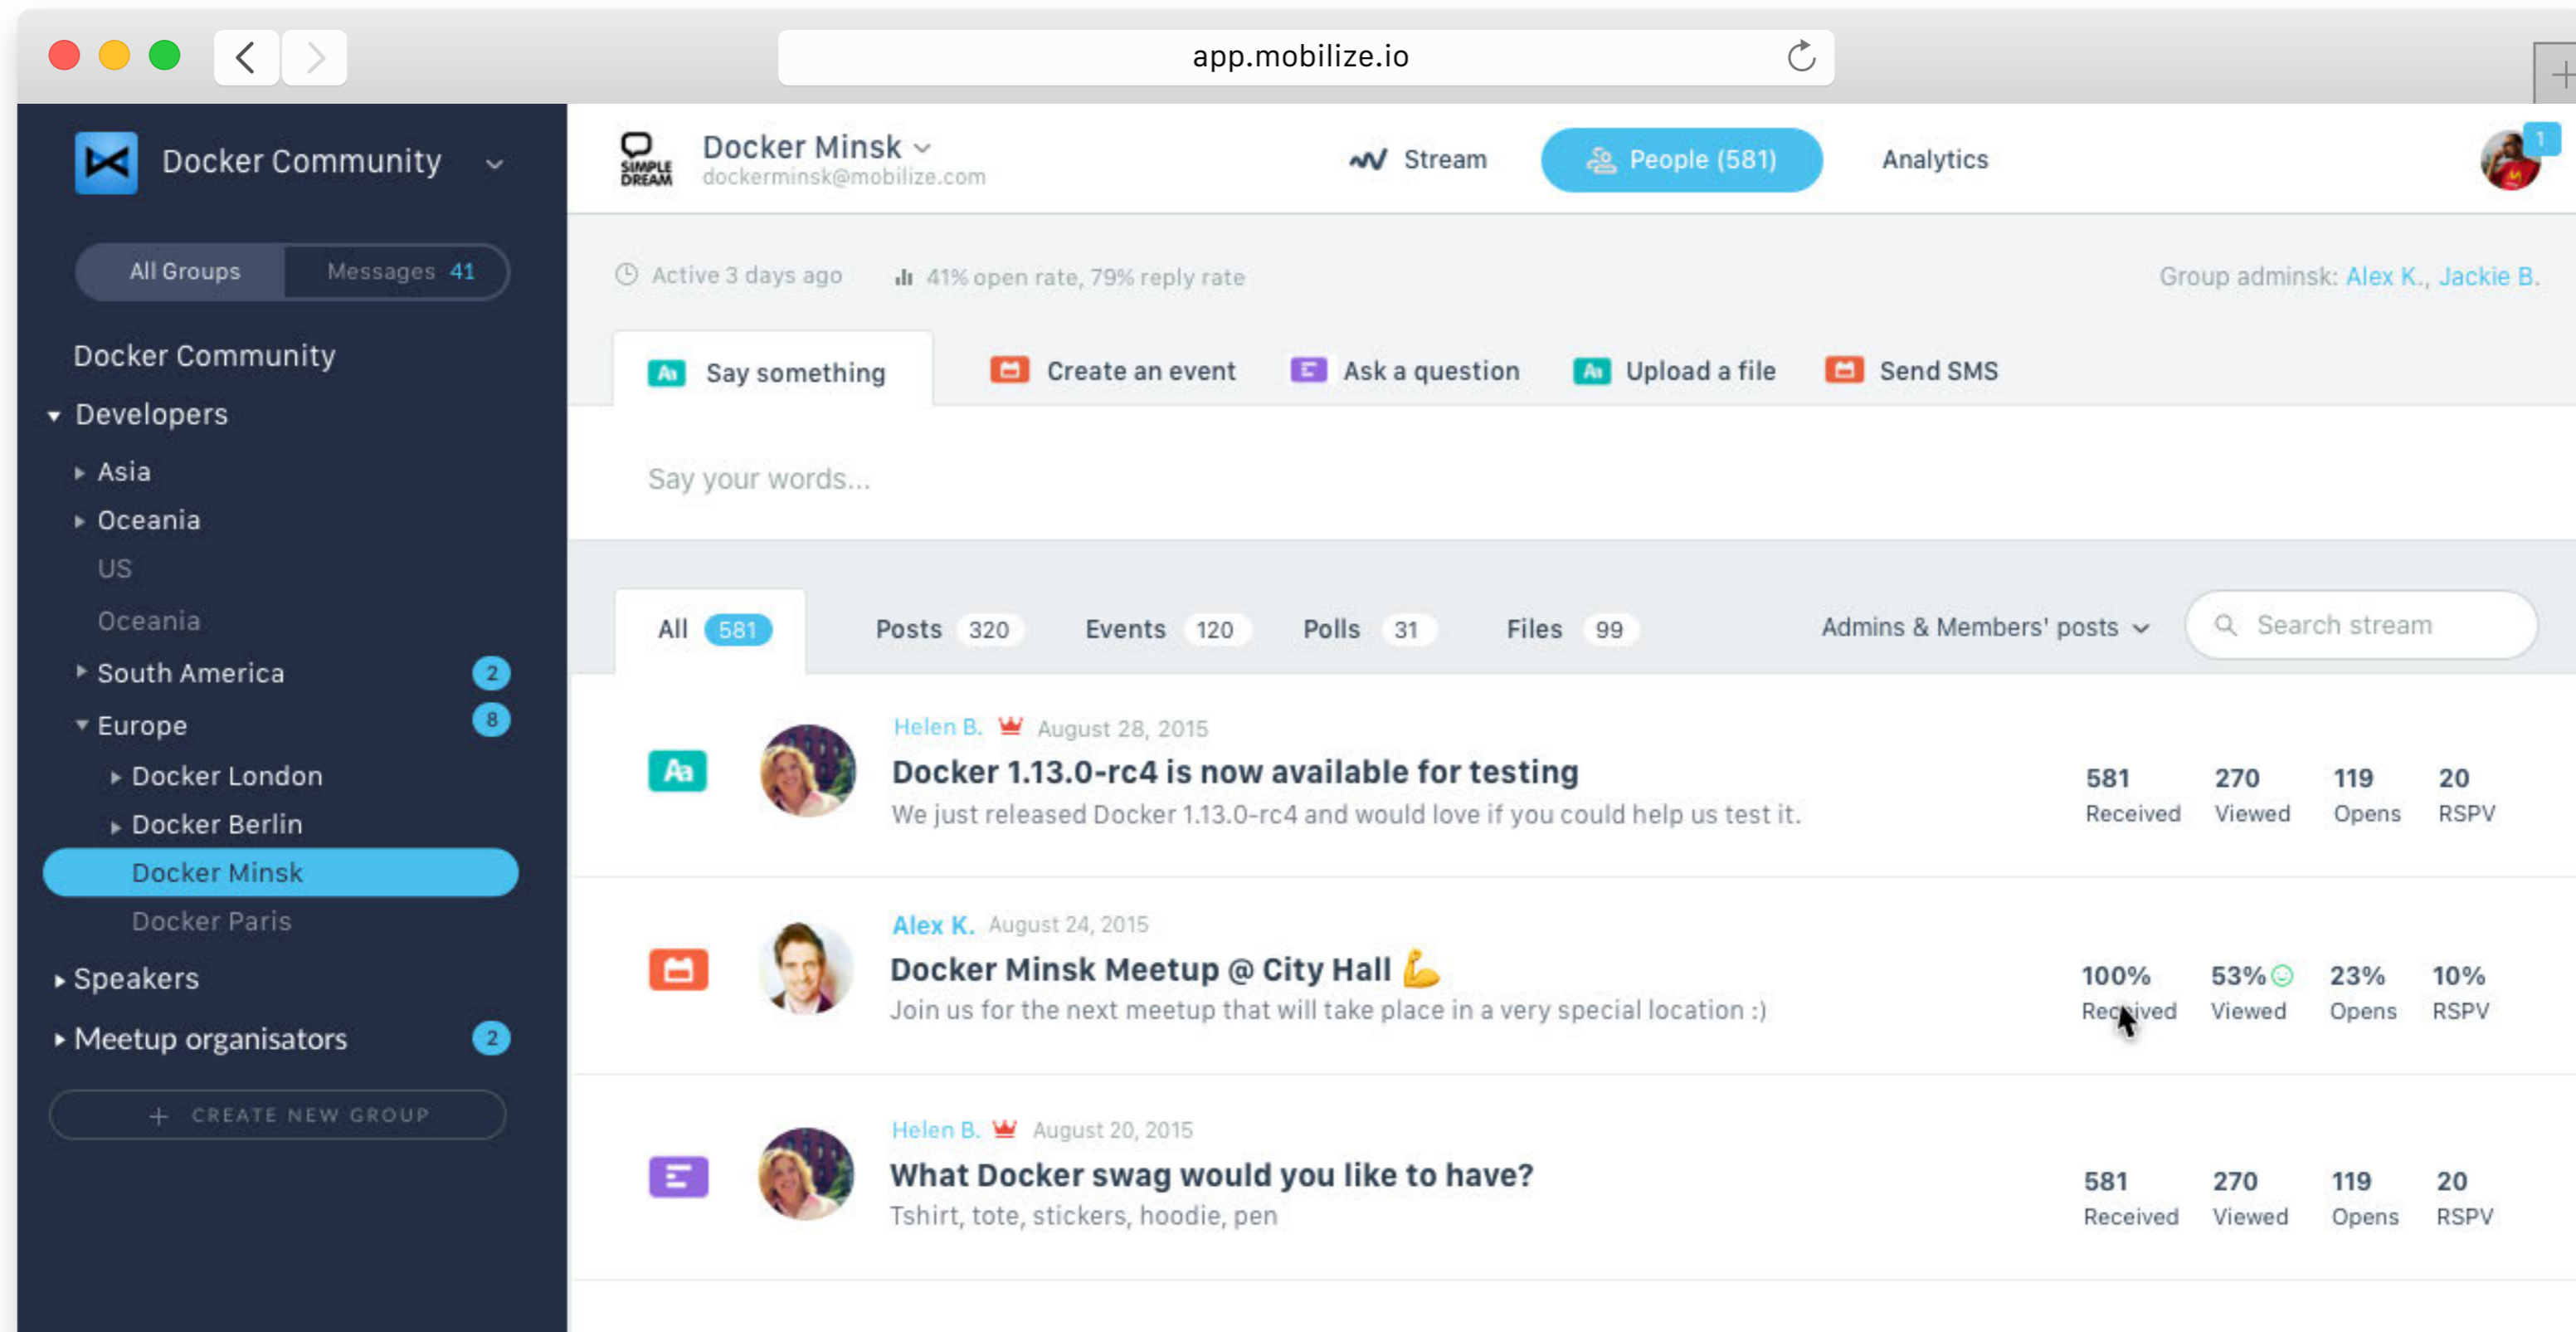 app.mobilize.io
Docker Community
All Groups
Messages 41
Docker Community
Developers
Asia
Oceania
US
Oceania
South America 2
Europe 8
Docker London
Docker Berlin
Docker Minsk
Docker Paris
Speakers
Meetup organisators 2
+ CREATE NEW GROUP
SIMPLE
DREAM
Docker Minsk
dockerminsk@mobilize.com
Stream
People (581)
Analytics
1
Active 3 days ago
41% open rate, 79% reply rate
Group adminsk: Alex K., Jackie B.
Aa Say something
Create an event
Ask a question
Aa Upload a file
Send SMS
Say your words...
All 581
Posts 320
Events 120
Polls 31
Files 99
Admins & Members' posts
Search stream
Aa
Helen B. August 28, 2015
Docker 1.13.0-rc4 is now available for testing
We just released Docker 1.13.0-rc4 and would love if you could help us test it.
581 270 119 20
Received Viewed Opens RSPV
Alex K. August 24, 2015
Docker Minsk Meetup @ City Hall 💪
Join us for the next meetup that will take place in a very special location :)
100% 53% 23% 10%
Received Viewed Opens RSPV
Helen B. August 20, 2015
What Docker swag would you like to have?
Tshirt, tote, stickers, hoodie, pen
581 270 119 20
Received Viewed Opens RSPV